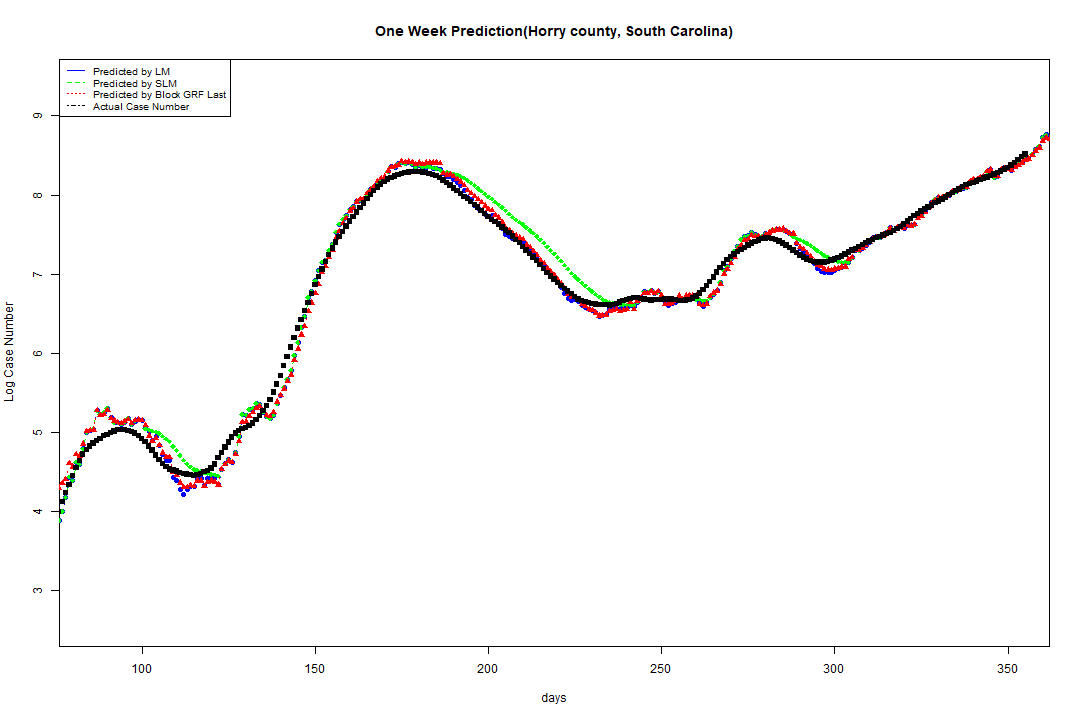 One Week Prediction(Horry county, South Carolina)
Predicted by LM
Predicted by SLM
Predicted by Block GRF Last
Actual Case Number
Log Case Number
9
8
7
6
5
4
3
100 150 200 250 300 350
days